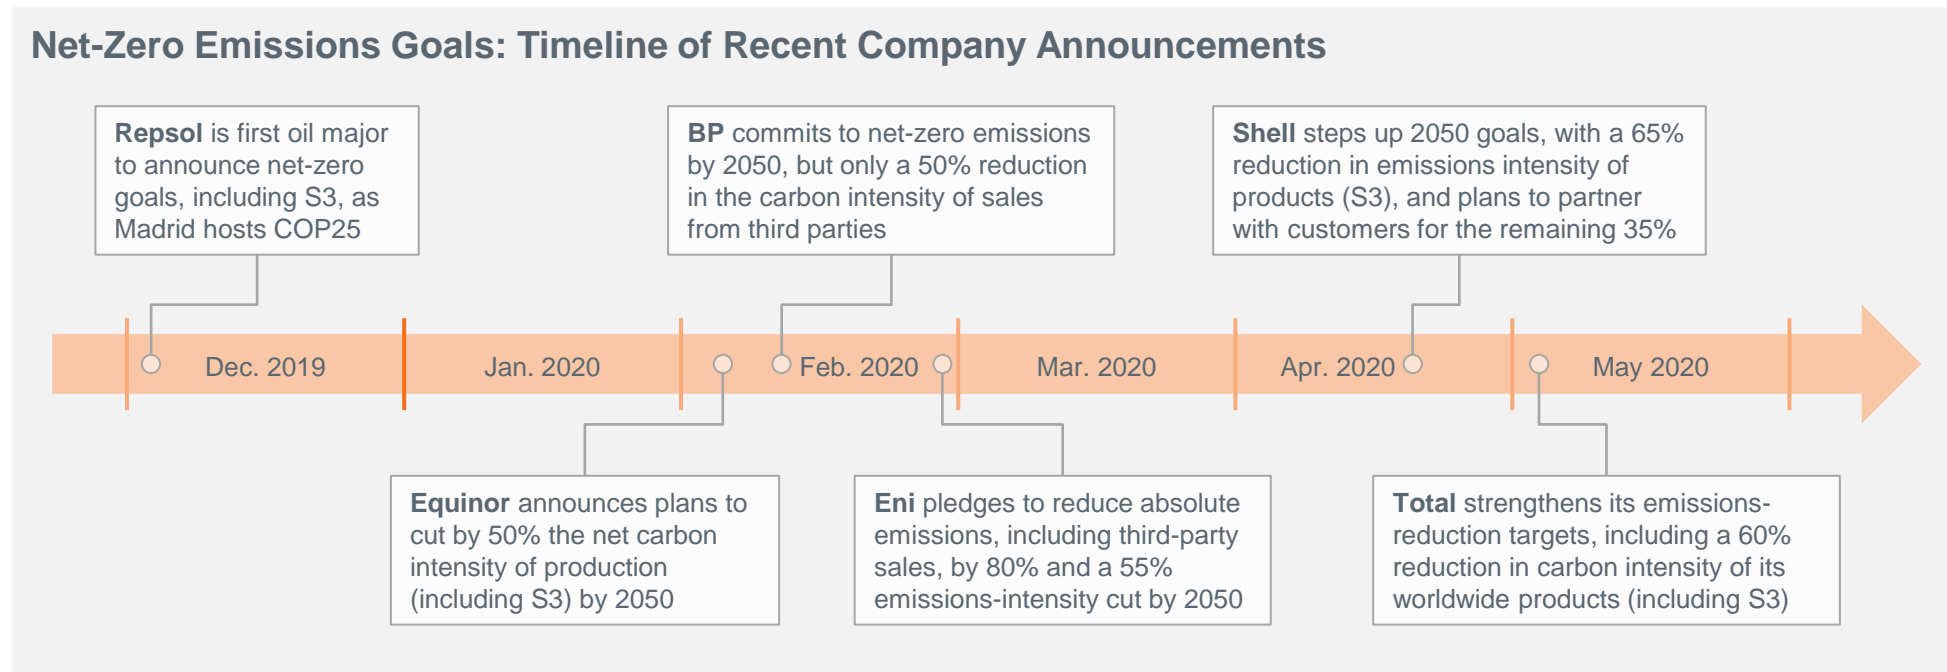 Net-Zero Emissions Goals: Timeline of Recent Company Announcements
Repsol is first oil major
to announce net-zero
goals, including S3, as
Madrid hosts COP25
BP commits to net-zero emissions
by 2050, but only a 50% reduction
in the carbon intensity of sales
from third parties
Shell steps up 2050 goals, with a 65%
reduction in emissions intensity of
products (S3), and plans to partner
with customers for the remaining 35%
Dec. 2019
Jan. 2020
Feb. 2020
Mar. 2020
Apr. 2020
May 2020
Equinor announces plans to
cut by 50% the net carbon
intensity of production
(including S3) by 2050
Eni pledges to reduce absolute
emissions, including third-party
sales, by 80% and a 55%
emissions-intensity cut by 2050
Total strengthens its emissions-
reduction targets, including a 60%
reduction in carbon intensity of its
worldwide products (including S3)